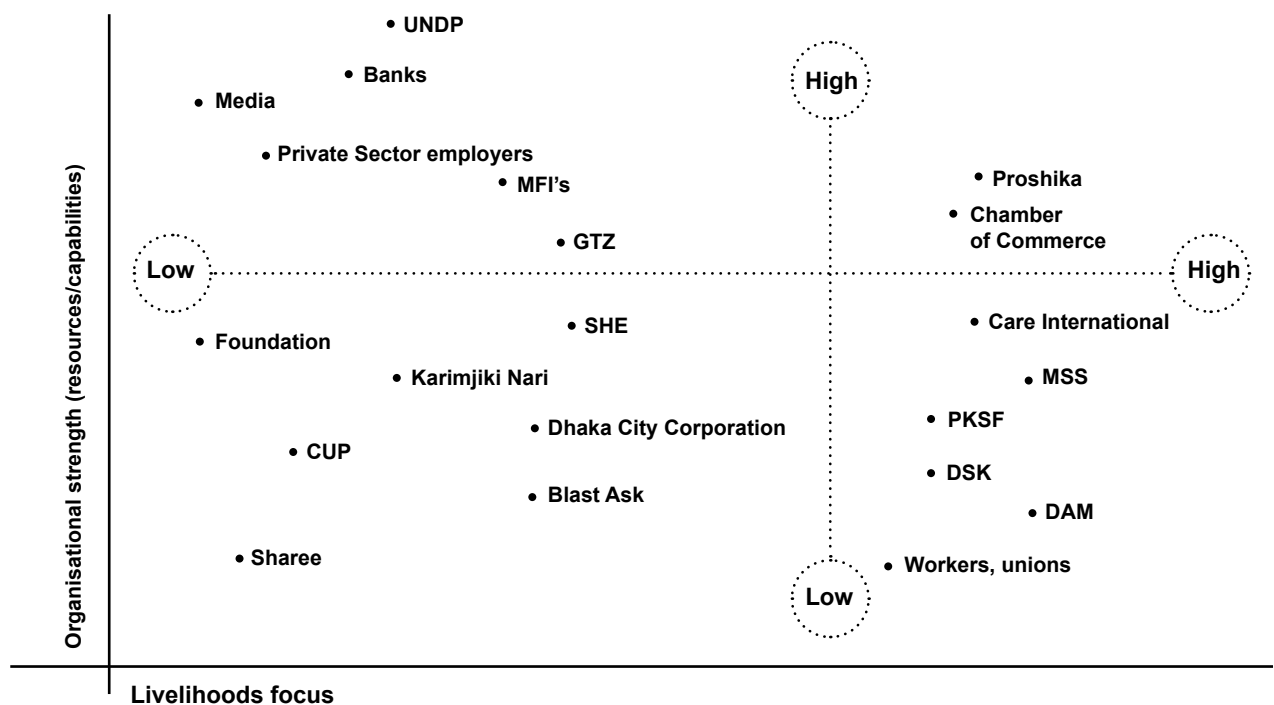 UNDP
Banks
High
Media
Private Sector employers
MFI's
Proshika
Chamber
of Commerce
GTZ
Low
High
SHE
Care International
Foundation
Karimjiki Nari
MSS
PKSF
Dhaka City Corporation
CUP
DSK
Blast Ask
DAM
Sharee
Workers, unions
Low
Organisational strength (resources/capabilities)
Livelihoods focus